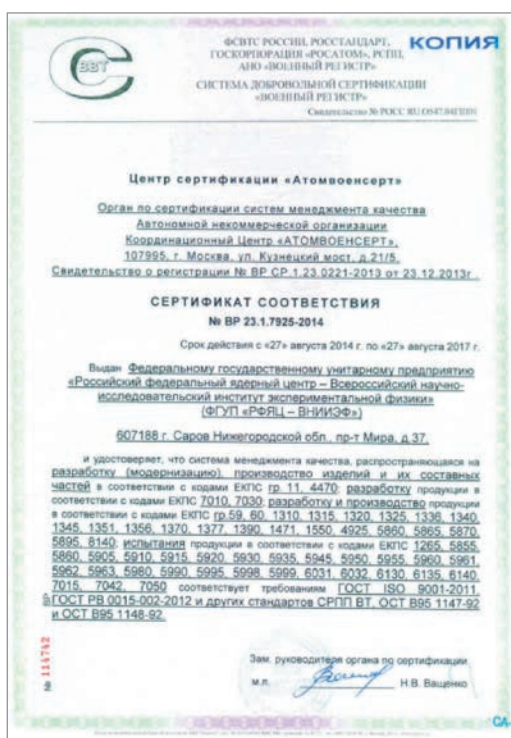 ВВТ
ФСВТС РОССИИ, РОССТАНДАРТ,
ГОСКОРПОРАЦИЯ «РОСАТОМ», РСПП,
АНО «ВОЕННЫЙ РЕГИСТР»
КОПИЯ
СИСТЕМА ДОБРОВОЛЬНОЙ СЕРТИФИКАЦИИ
«ВОЕННЫЙ РЕГИСТР»
Свидетельство № РОСС RU.
Центр сертификации «Атомвоенсерт»
Орган по сертификации систем менеджмента качества
Автономной некоммерческой организации
Координационный Центр «АТОМВОЕНСЕРТ»,
107995, г. Москва, ул. Кузнецкий мост, д.21/5,
Свидетельство о регистрации № ВР СР.1.23.0221-2013 от 23.12.2013г.
СЕРТИФИКАТ СООТВЕТСТВИЯ
№ ВР 23.1.7925-2014
Срок действия с «27» августа 2014 г. по «27» августа 2017 г.
Выдан Федеральному государственному унитарному предприятию
«Российский федеральный ядерный центр – Всероссийский научно-
исследовательский институт экспериментальной физики»
(ФГУП «РФЯЦ – ВНИИЭФ»)
607188 г. Саров Нижегородской обл., пр-т Мира, д.37,
и удостоверяет, что система менеджмента качества, распространяющаяся на
разработку (модернизацию), производство изделий и их составных
частей в соответствии с кодами ЕКПС гр. 11, 4470; разработку продукции в
соответствии с кодами ЕКПС 7010, 7030; разработку и производство продукции
в соответствии с кодами ЕКПС гр.59, 60, 1310, 1315, 1320, 1325, 1336, 1340,
1345, 1351, 1356, 1370, 1377, 1390, 1471, 1550, 4925, 5860, 5865, 5870,
5895, 8140; испытания продукции в соответствии с кодами ЕКПС 1265, 5855,
5860, 5905, 5910, 5915, 5920, 5930, 5935, 5945, 5950, 5955, 5960, 5961,
5962, 5963, 5980, 5990, 5995, 5998, 5999, 6031, 6032, 6130, 6135, 6140,
7015, 7042, 7050 соответствует требованиям ГОСТ ISO 9001-2011,
ГОСТ РВ 0015-002-2012 и других стандартов СРПП ВТ, ОСТ В95 1147-92
и ОСТ В95 1148-92.
№ 114742
Зам. руководителя органа по сертификации
М.П.
Н.В. Ващенко